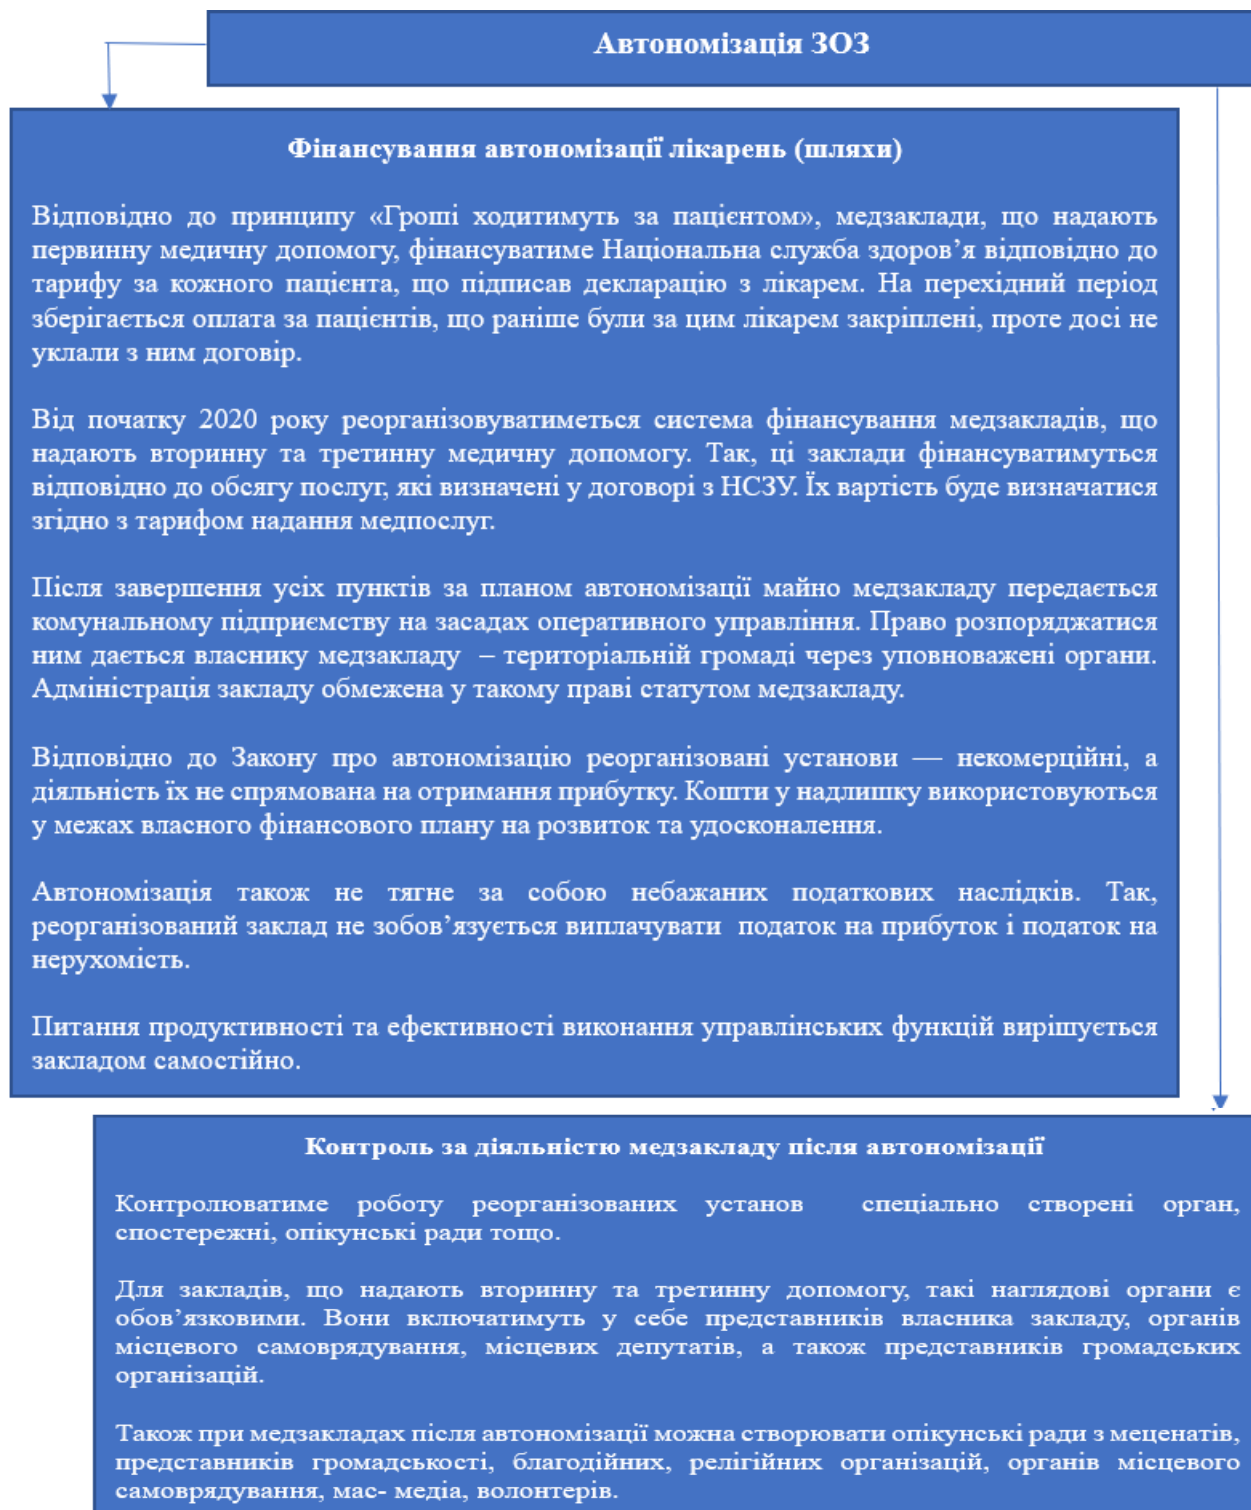 Автономізація ЗОЗ
Фінансування автономізації лікарень (шляхи)
Відповідно до принципу «Гроші ходитимуть за пацієнтом», медзаклади, що надають
первинну медичну допомогу, фінансуватиме Національна служба здоров’я відповідно до
тарифу за кожного пацієнта, що підписав декларацію з лікарем. На перехідний період
зберігається оплата за пацієнтів, що раніше були за цим лікарем закріплені, проте досі не
уклали з ним договір.
Від початку 2020 року реорганізовуватиметься система фінансування медзакладів, що
надають вторинну та третинну медичну допомогу. Так, ці заклади фінансуватимуться
відповідно до обсягу послуг, які визначені у договорі з НСЗУ. Їх вартість буде визначатися
згідно з тарифом надання медпослуг.
Після завершення усіх пунктів за планом автономізації майно медзакладу передається
комунальному підприємству на засадах оперативного управління. Право розпоряджатися
ним дається власнику медзакладу – територіальній громаді через уповноважені органи.
Адміністрація закладу обмежена у такому праві статутом медзакладу.
Відповідно до Закону про автономізацію реорганізовані установи — некомерційні, а
діяльність їх не спрямована на отримання прибутку. Кошти у надлишку використовуються
у межах власного фінансового плану на розвиток та удосконалення.
Автономізація також не тягне за собою небажаних податкових наслідків. Так,
реорганізований заклад не зобов’язується виплачувати податок на прибуток і податок на
нерухомість.
Питання продуктивності та ефективності виконання управлінських функцій вирішується
закладом самостійно.
Контроль за діяльністю медзакладу після автономізації
Контролюватиме роботу реорганізованих установ спеціально створені орган,
спостережні, опікунські ради тощо.
Для закладів, що надають вторинну та третинну допомогу, такі наглядові органи є
обов’язковими. Вони включатимуть у себе представників власника закладу, органів
місцевого самоврядування, місцевих депутатів, а також представників громадських
організацій.
Також при медзакладах після автономізації можна створювати опікунські ради з меценатів,
представників громадськості, благодійних, релігійних організацій, органів місцевого
самоврядування, мас- медіа, волонтерів.